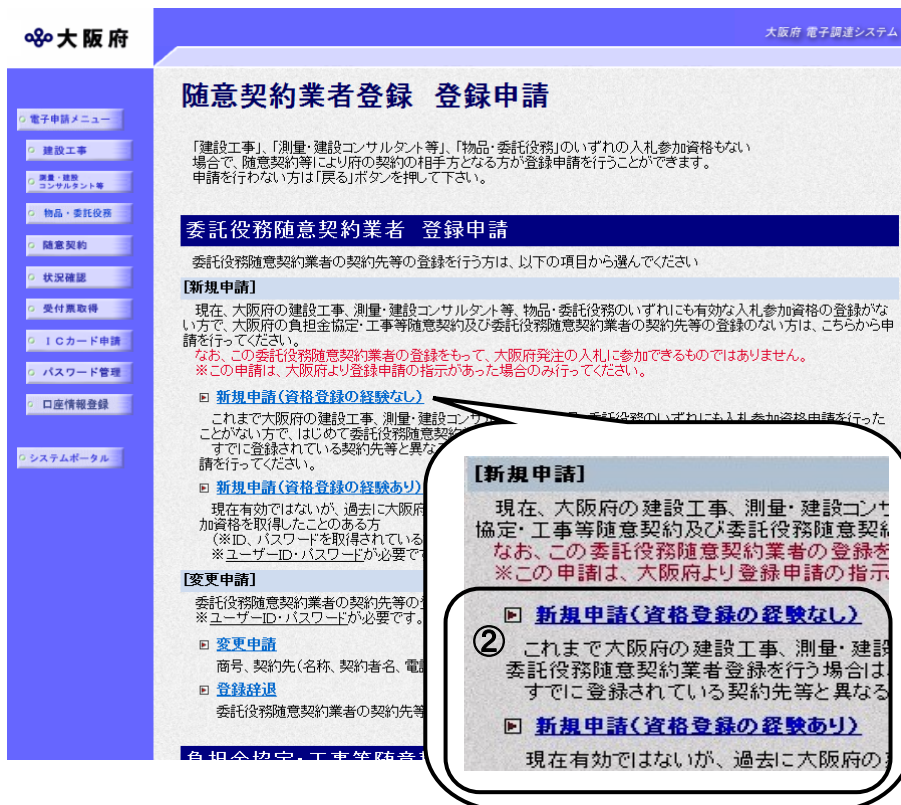 大阪府
大阪府 電子調達システム
電子申請メニュー
建設工事
測量・建設
コンサルタント等
物品・委託役務
随意契約
状況確認
受付票取得
ICカード申請
パスワード管理
口座情報登録
システムポータル
随意契約業者登録 登録申請
「建設工事」、「測量・建設コンサルダント等」、「物品・委託役務」のいずれの入札参加資格もない
場合で、随意契約等により府の契約の相手方となる方が登録申請を行うことができます。
申請を行わない方は「戻る」ボタンを押して下さい。
委託役務随意契約業者 登録申請
委託役務随意契約業者の契約先等の登録を行う方は、以下の項目から選んでください
[新規申請]
現在、大阪府の建設工事、測量・建設コンサルタント等、物品・委託役務のいずれにも有効な入札参加資格の登録がな
い方で、大阪府の負担金協定・工事等随意契約及び委託役務随意契約業者の契約先等の登録のない方は、こちらから申
請を行ってください。
なお、この委託役務随意契約業者の登録をもって、大阪府発注の入札に参加できるものではありません。
※この申請は、大阪府より登録申請の指示があった場合のみ行ってください。
新規申請(資格登録の経験なし)
これまで大阪府の建設工事、測量・建設コンサ
委託役務のいずれにも入札参加資格申請を行った
ことがない方で、はじめて委託役務随意契
すでに登録されている契約先等と異な
請を行ってください。
新規申請(資格登録の経験あり)
現在有効ではないが、過去に大阪府
加資格を取得したことのある方
(※ID、パスワードを取得されている
※ユーザーID・パスワードが必要で
[変更申請]
委託役務随意契約業者の契約先等の
※ユーザーID・パスワードが必要です。
変更申請
商号、契約先(名称、契約者名、電
登録辞退
委託役務随意契約業者の契約先等
負担金協定・工事等随意
[新規申請]
現在、大阪府の建設工事、測量・建設コン
協定・工事等随意契約及び委託役務随意契
なお、この委託役務随意契約業者の登録を
※この申請は、大阪府より登録申請の指示
②
新規申請(資格登録の経験なし)
これまで大阪府の建設工事、測量・建設
委託役務随意契約業者登録を行う場合は
すでに登録されている契約先等と異なる
新規申請(資格登録の経験あり)
現在有効ではないが、過去に大阪府の